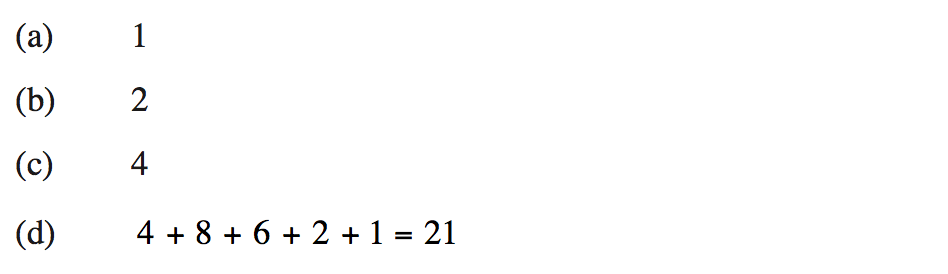 (a) 1
(b) 2
(c) 4
(d) 4 + 8 + 6 + 2 + 1 = 21